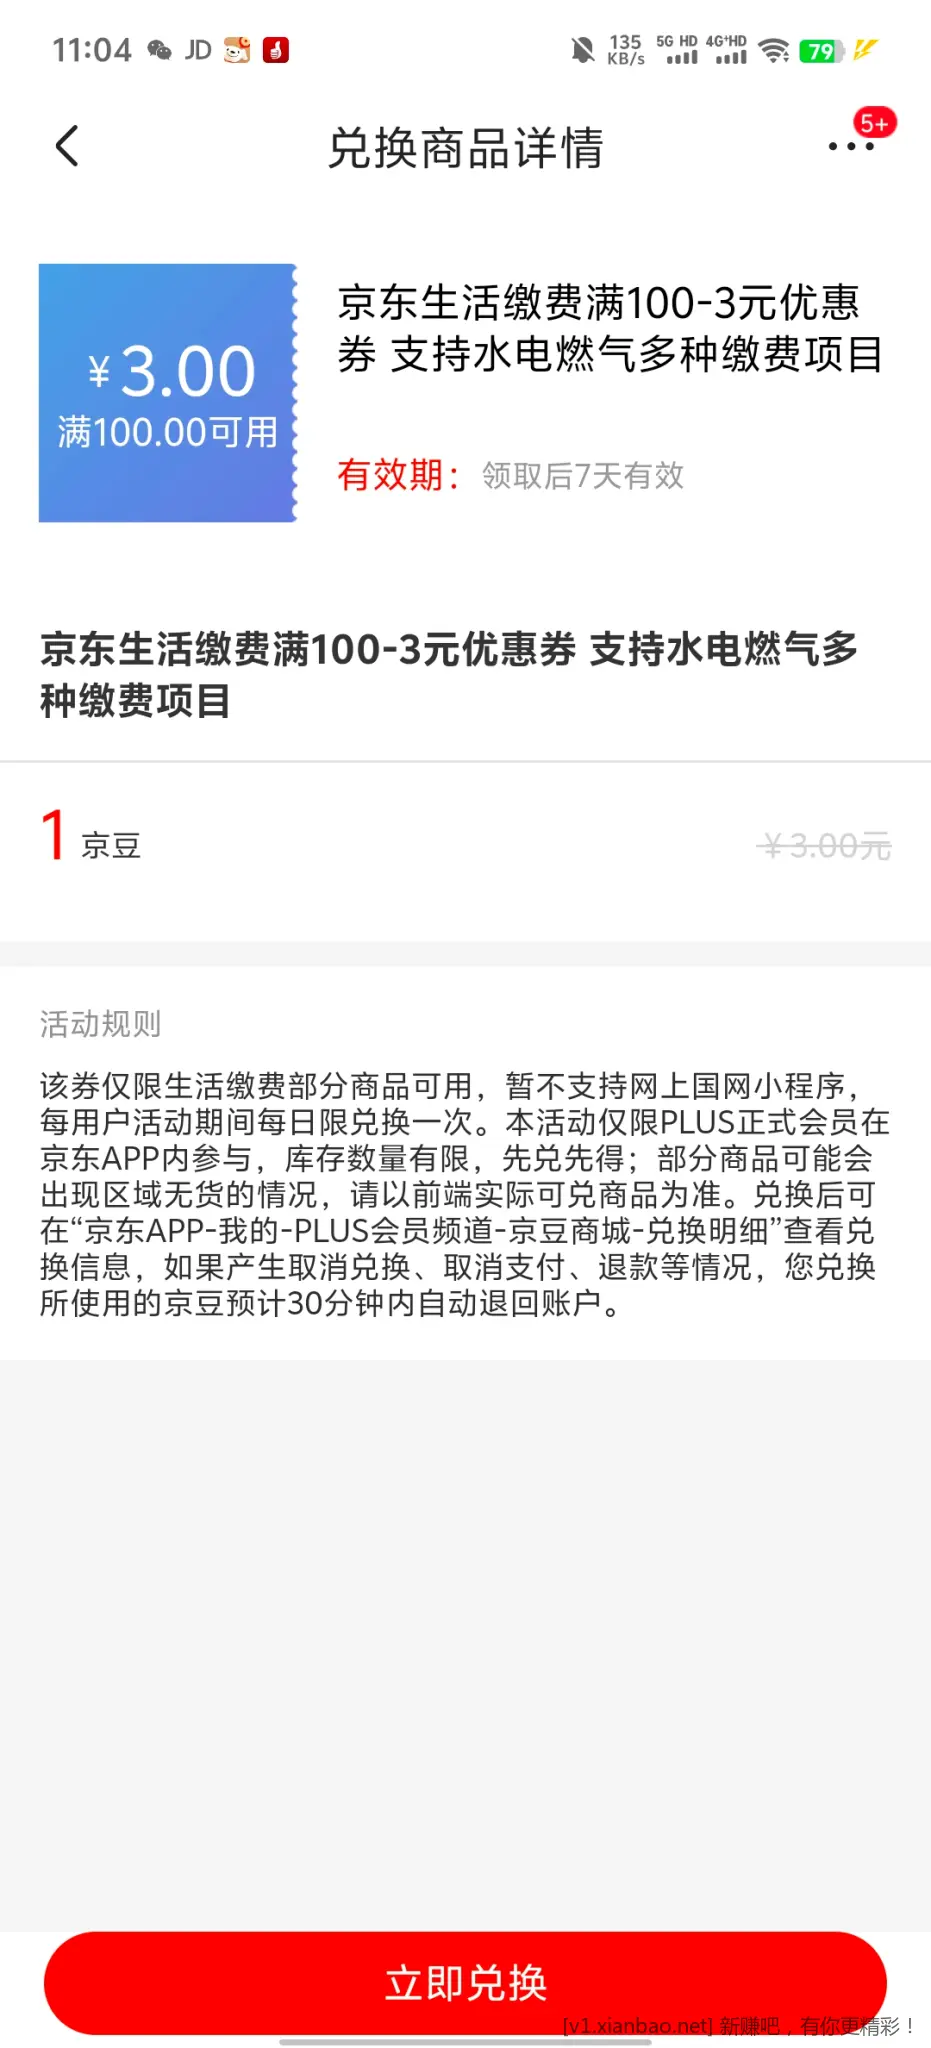 11:04 JD 135 KB/s 5G HD 4G+HD 79
兑换商品详情
5+
¥3.00
满100.00可用
京东生活缴费满100-3元优惠
券 支持水电燃气多种缴费项目
有效期： 领取后7天有效
京东生活缴费满100-3元优惠券 支持水电燃气多
种缴费项目
1 京豆 ¥3.00元
活动规则
该券仅限生活缴费部分商品可用，暂不支持网上国网小程序，
每用户活动期间每日限兑换一次。本活动仅限PLUS正式会员在
京东APP内参与，库存数量有限，先兑先得；部分商品可能会
出现区域无货的情况，请以前端实际可兑商品为准。兑换后可
在“京东APP-我的-PLUS会员频道-京豆商城-兑换明细”查看兑
换信息，如果产生取消兑换、取消支付、退款等情况，您兑换
所使用的京豆预计30分钟内自动退回账户。
立即兑换
[v1.xianbao.net] 新赚吧，有你更精彩！